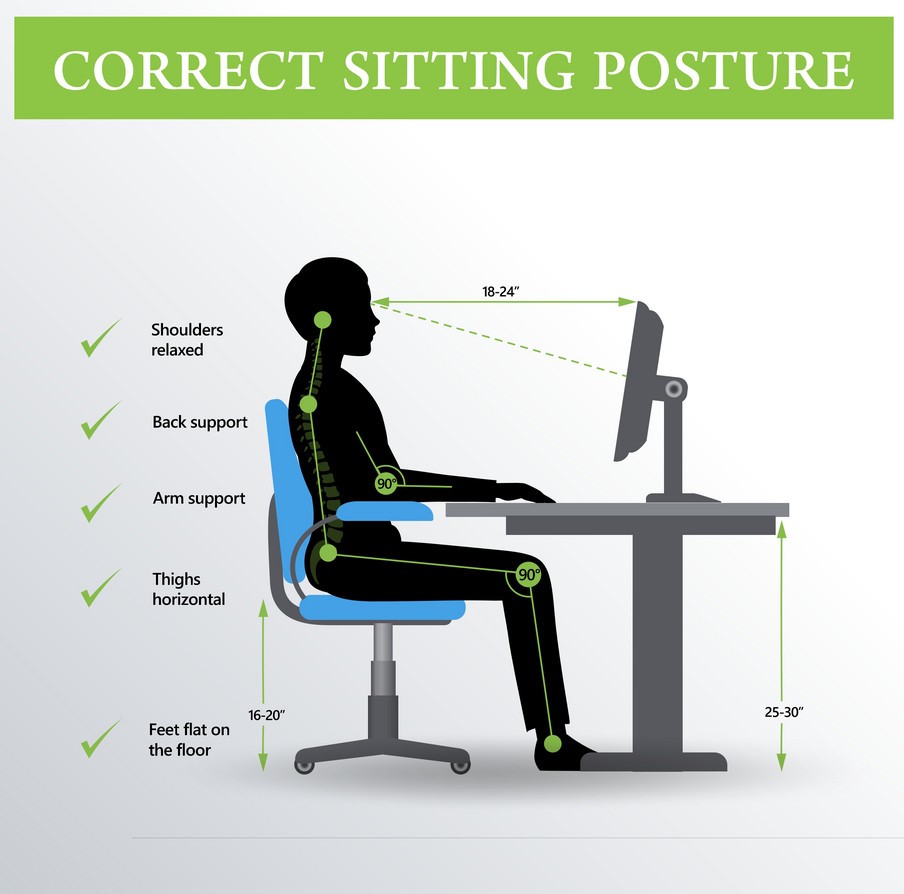 CORRECT SITTING POSTURE
18-24”
Shoulders
relaxed
Back support
90°
Arm support
90°
Thighs
horizontal
16-20”
25-30”
Feet flat on
the floor